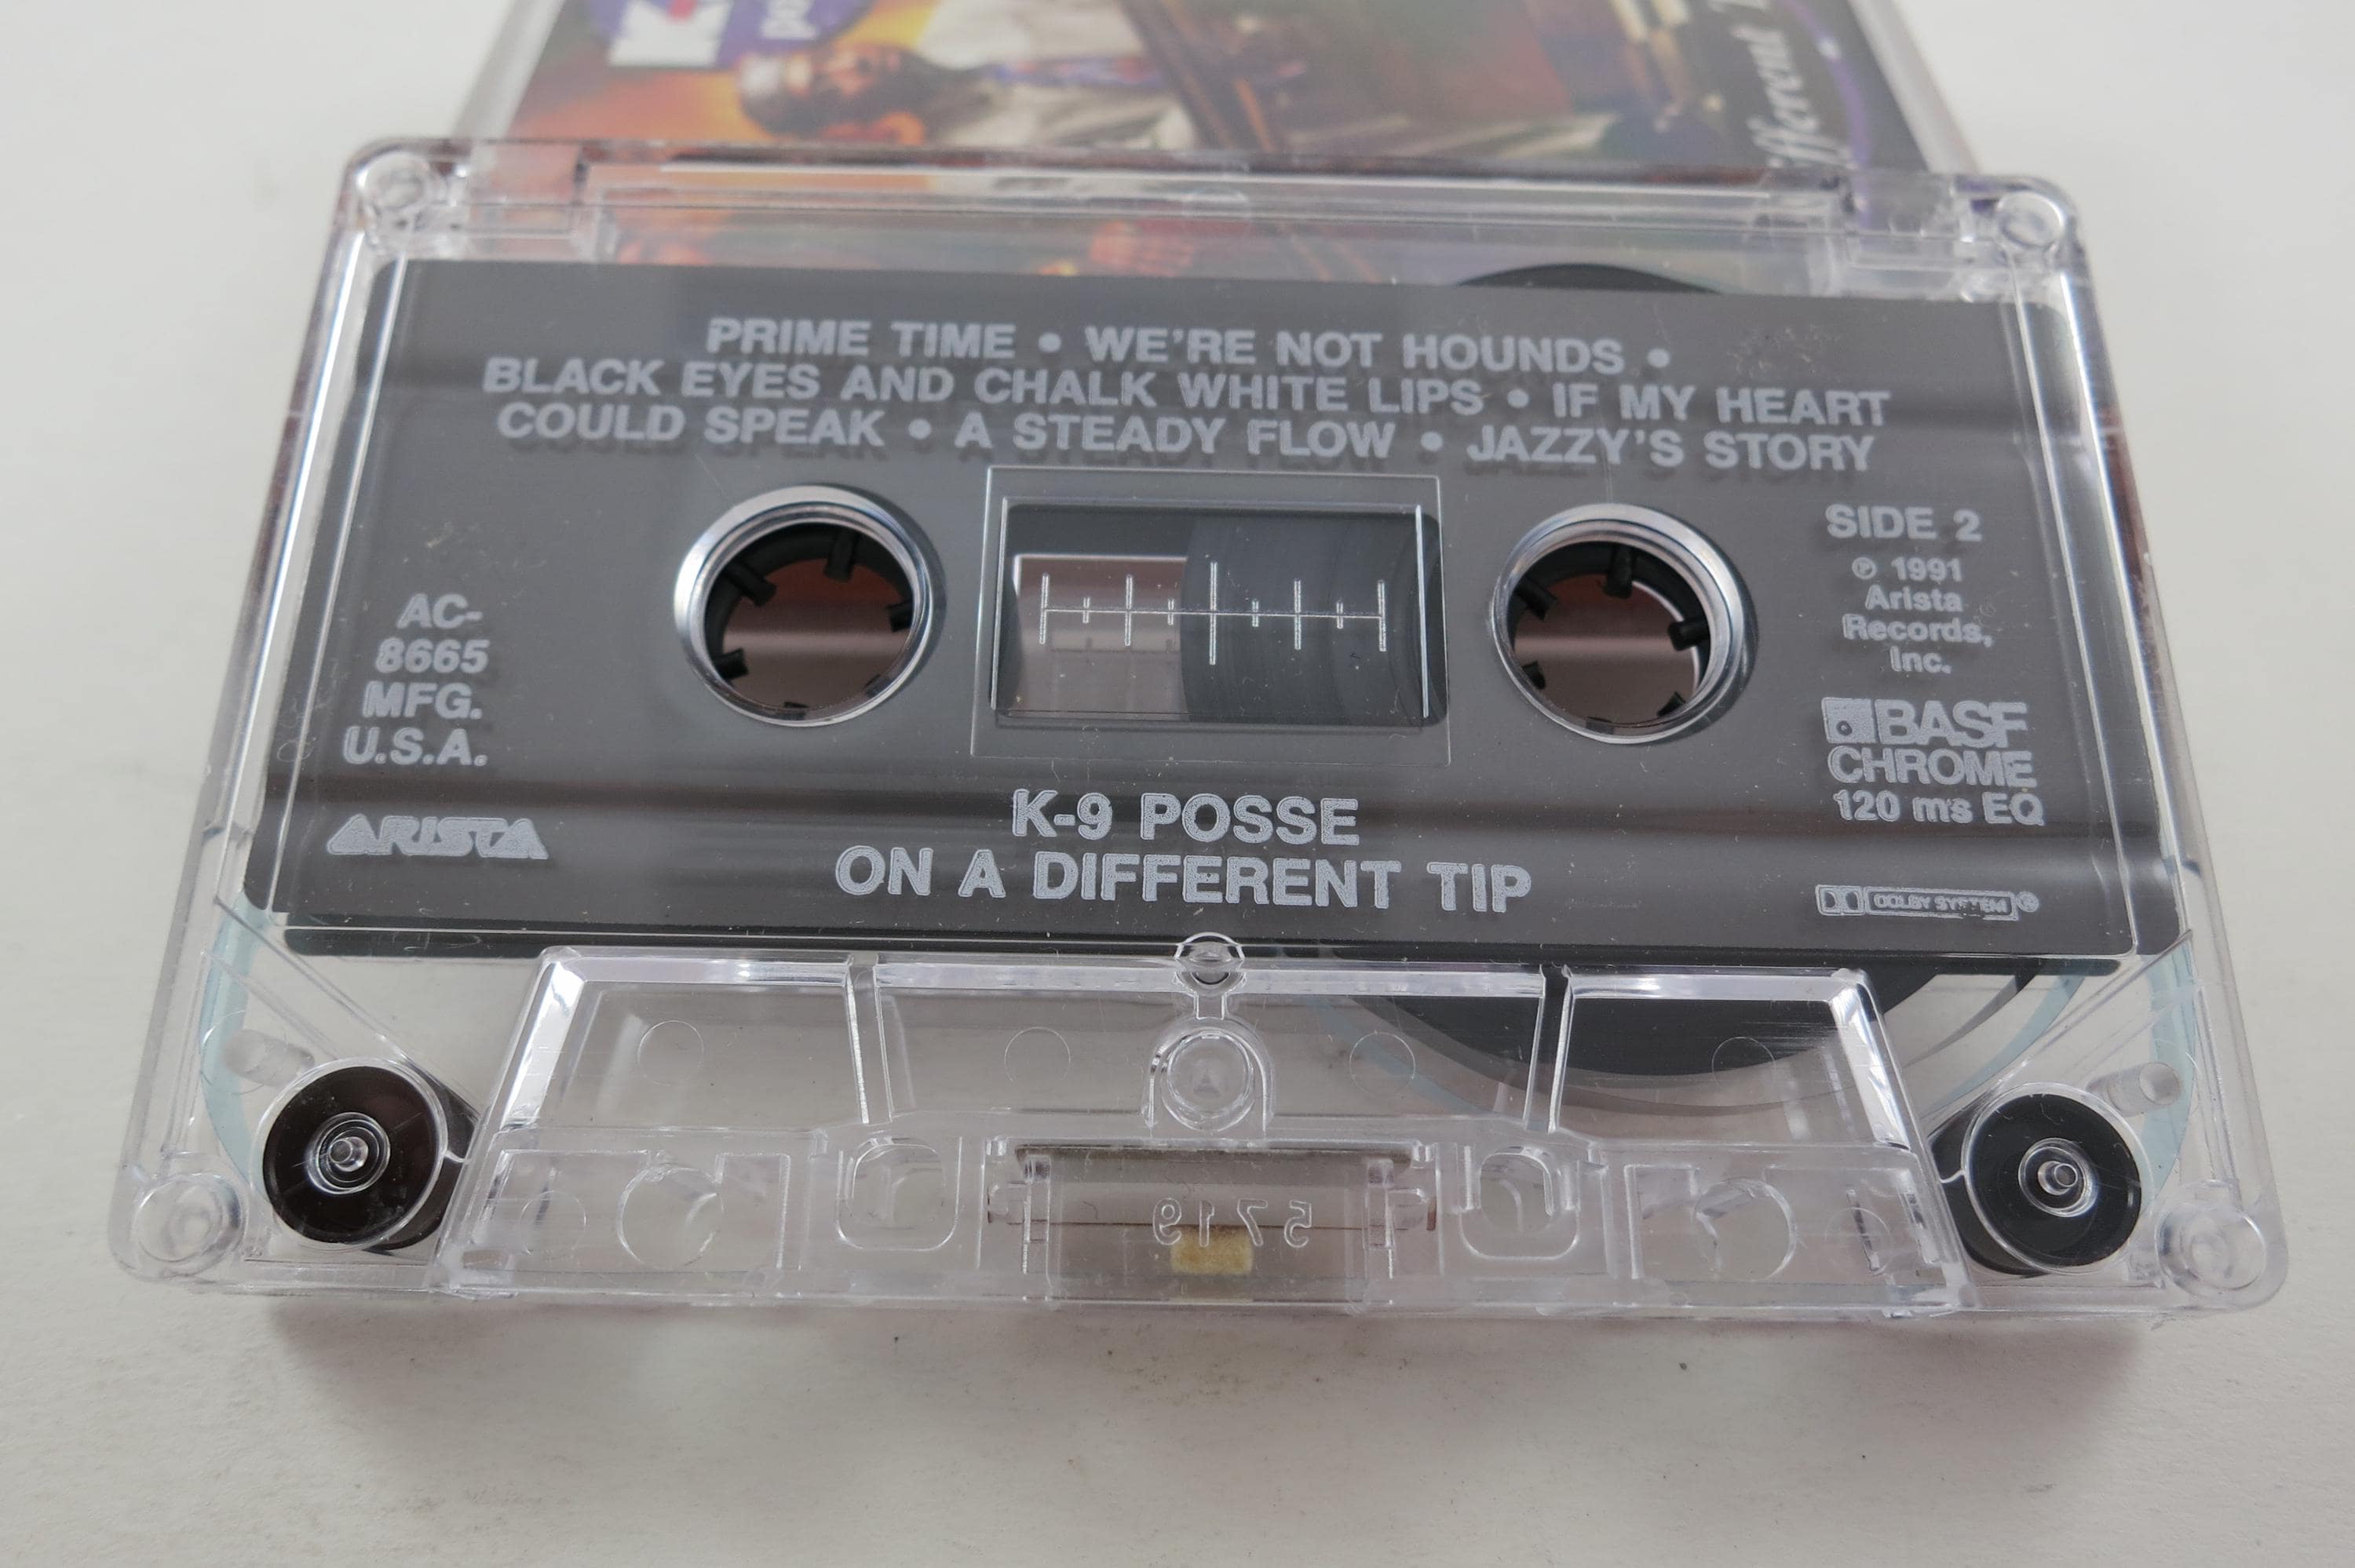 fferent
PRIME TIME • WE'RE NOT HOUNDS •
BLACK EYES AND CHALK WHITE LIPS • IF MY HEART
COULD SPEAK • A STEADY FLOW • JAZZY'S STORY
AC-
8665
MFG.
U.S.A.
ARISTA
SIDE 2
℗ 1991
Arista
Records,
Inc.
BASF
CHROME
120 ms EQ
DOLBY SYSTEM
K-9 POSSE
ON A DIFFERENT TIP
5719